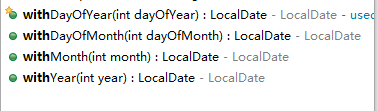 withDayOfYear(int dayOfYear) : LocalDate - LocalDate - used
withDayOfMonth(int dayOfMonth) : LocalDate - LocalDate
withMonth(int month) : LocalDate - LocalDate
withYear(int year) : LocalDate - LocalDate